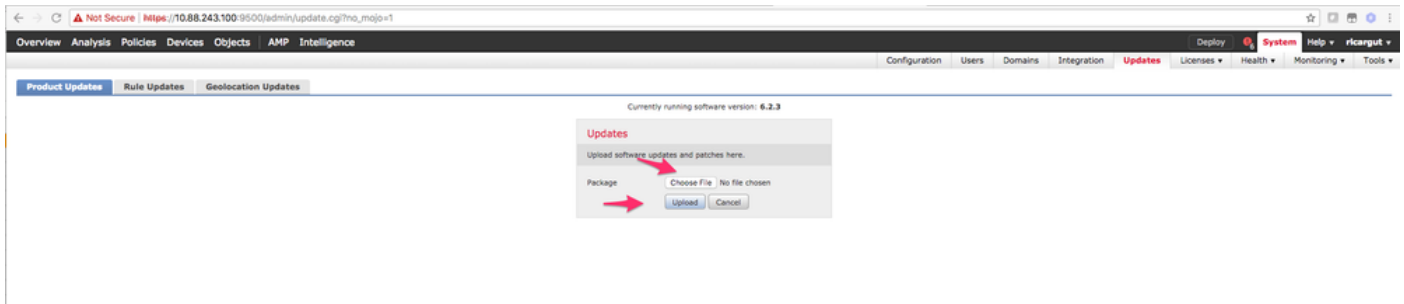 Not Secure | https://10.88.243.100:9500/admin/update.cgi?no_mojo=1
Overview Analysis Policies Devices Objects AMP Intelligence Deploy System Help ricargut
Configuration Users Domains Integration Updates Licenses Health Monitoring Tools
Product Updates Rule Updates Geolocation Updates
Currently running software version: 6.2.3
Updates
Upload software updates and patches here.
Package Choose File No file chosen
Upload Cancel